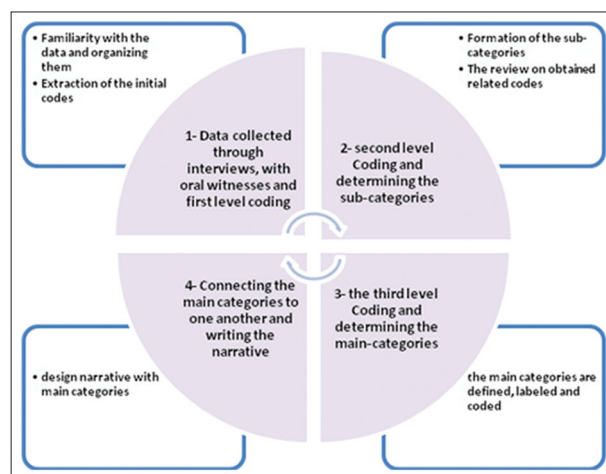 • Familiarity with the
data and organizing
them
• Extraction of the initial
codes
• Formation of the sub-
categories
• The review on obtained
related codes
1- Data collected
through
interviews, with
oral witnesses and
first level coding
2- second level
Coding and
determining the
sub-categories
4- Connecting the
main categories to
one another and
writing the
narrative
3- the third level
Coding and
determining the
main-categories
• design narrative with
main categories
the main categories are
defined, labeled and
coded